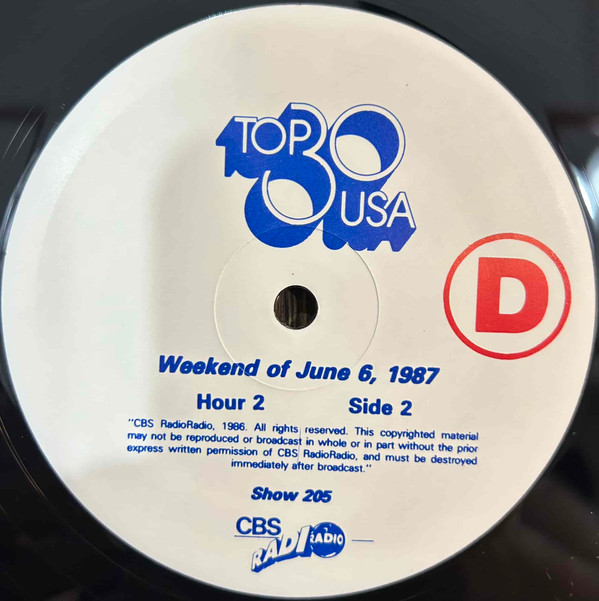 TOP 30
USA
D
Weekend of June 6, 1987
Hour 2 Side 2
"CBS RadioRadio, 1986. All rights reserved. This copyrighted material
may not be reproduced or broadcast in whole or in part without the prior
express written permission of CBS RadioRadio, and must be destroyed
immediately after broadcast."
Show 205
CBS
RADIORADIO